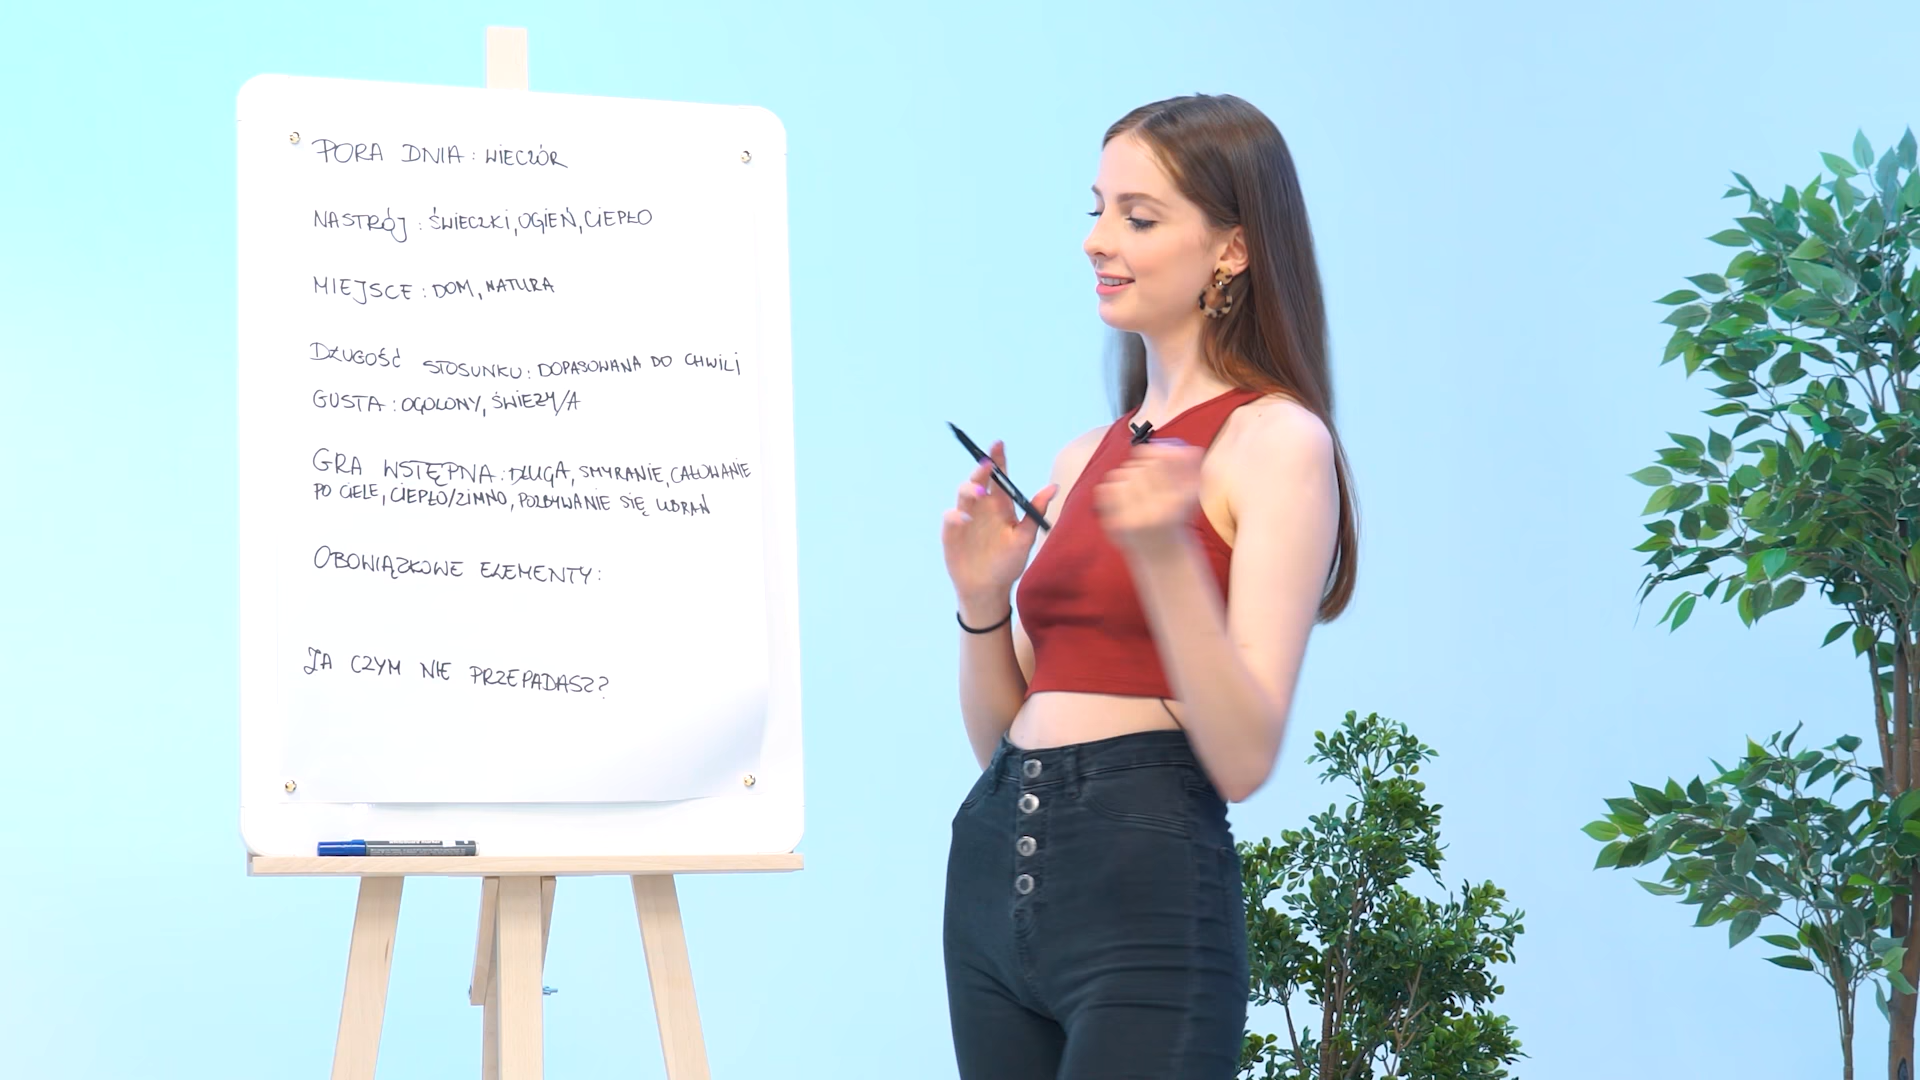 PORA DNIA: WIECZÓR
NASTRÓJ: ŚWIECZKI, OGIEŃ, CIEPŁO
MIEJSCE: DOM, NATURA
DŁUGOŚĆ STOSUNKU: DOPASOWANA DO CHWILI
GUSTA: OGOLONY, ŚWIEŻY/A
GRA WSTĘPNA: DŁUGA, SMYRANIE, CAŁOWANIE
PO CIELE, CIEPŁO/ZIMNO, POZBYWANIE SIĘ UBRAŃ
OBOWIĄZKOWE ELEMENTY:
ZA CZYM NIE PRZEPADASZ?